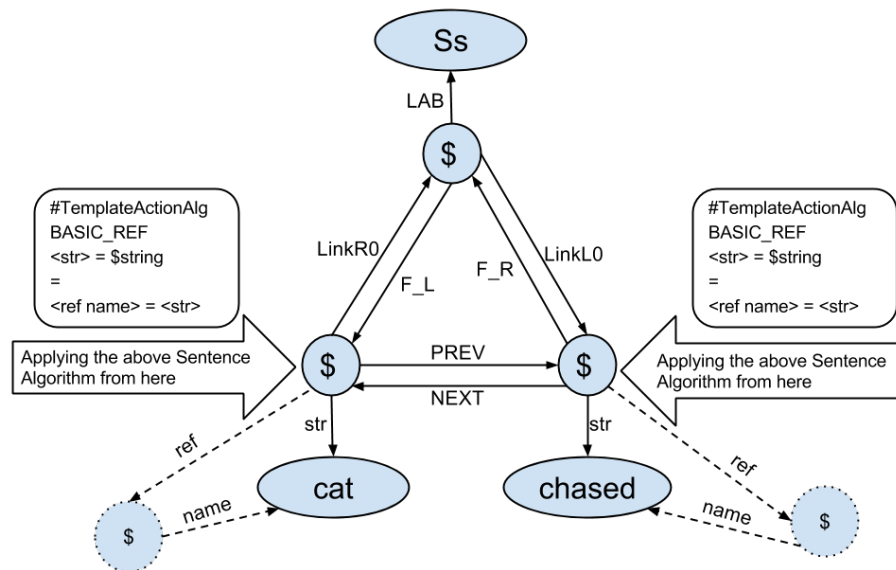 Ss
LAB
$
#TemplateActionAlg
BASIC_REF
<str> = $string
=
<ref name> = <str>
#TemplateActionAlg
BASIC_REF
<str> = $string
=
<ref name> = <str>
LinkR0
F_L
F_R
LinkL0
Applying the above Sentence
Algorithm from here
$
PREV
NEXT
$
Applying the above Sentence
Algorithm from here
ref
str
str
ref
cat
chased
name
name
$
$